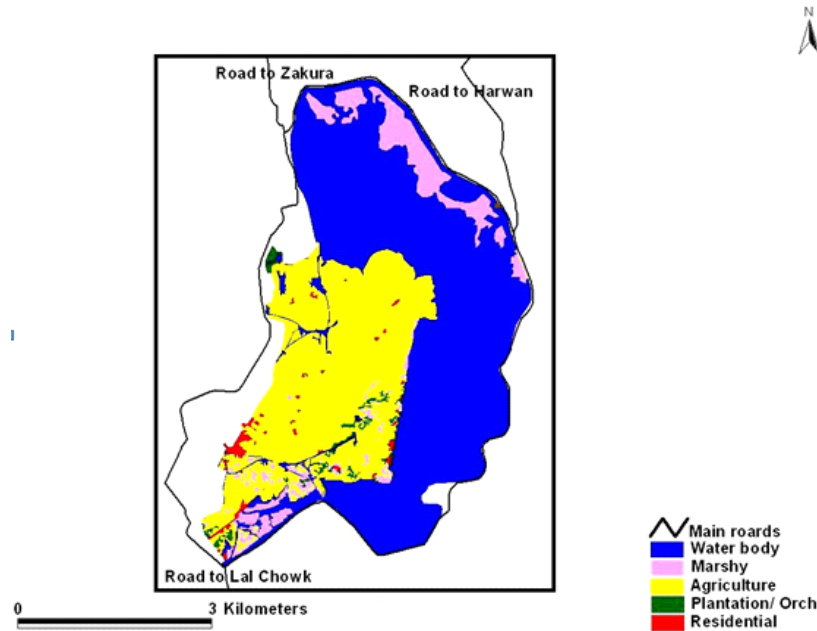 N
Road to Zakura
Road to Harwan
Road to Lal Chowk
0 3 Kilometers
Main roards
Water body
Marshy
Agriculture
Plantation/ Orch
Residential